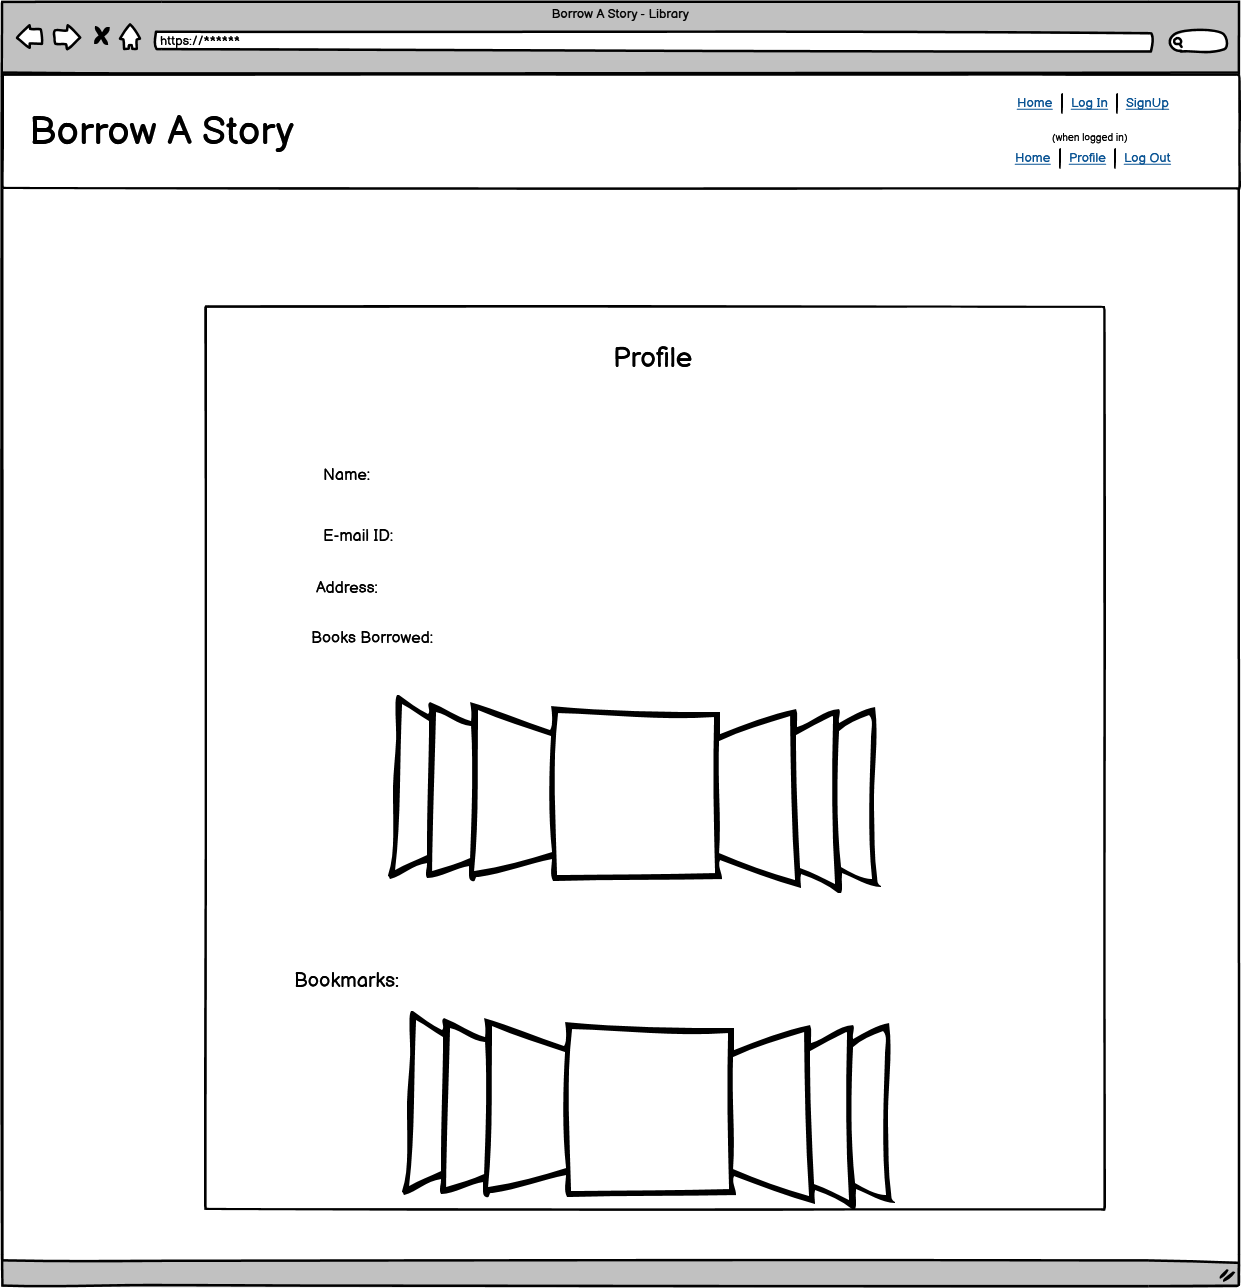 Borrow A Story - Library
https://******
Borrow A Story
Home Log In SignUp
(when logged in)
Home Profile Log Out
Profile
Name:
E-mail ID:
Address:
Books Borrowed:
Bookmarks: